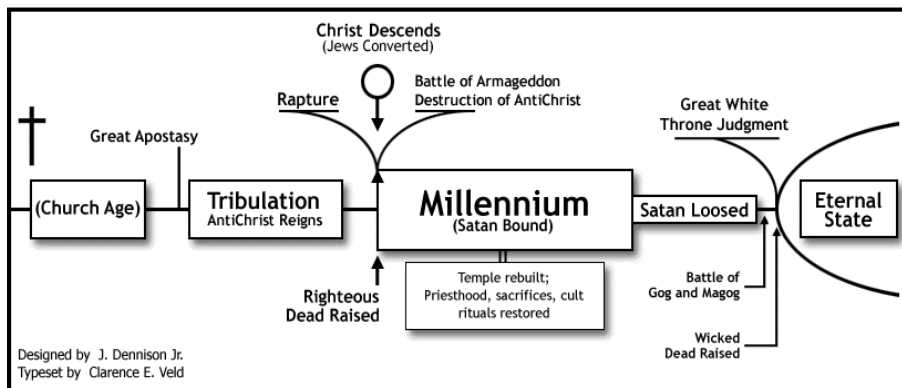 Christ Descends
(Jews Converted)
Rapture
Battle of Armageddon
Destruction of AntiChrist
Great White
Throne Judgment
Great Apostasy
(Church Age)
Tribulation
AntiChrist Reigns
Millennium
(Satan Bound)
Satan Loosed
Eternal
State
Righteous
Dead Raised
Temple rebuilt;
Priesthood, sacrifices, cult
rituals restored
Battle of
Gog and Magog
Wicked
Dead Raised
Designed by J. Dennison Jr.
Typeset by Clarence E. Veld